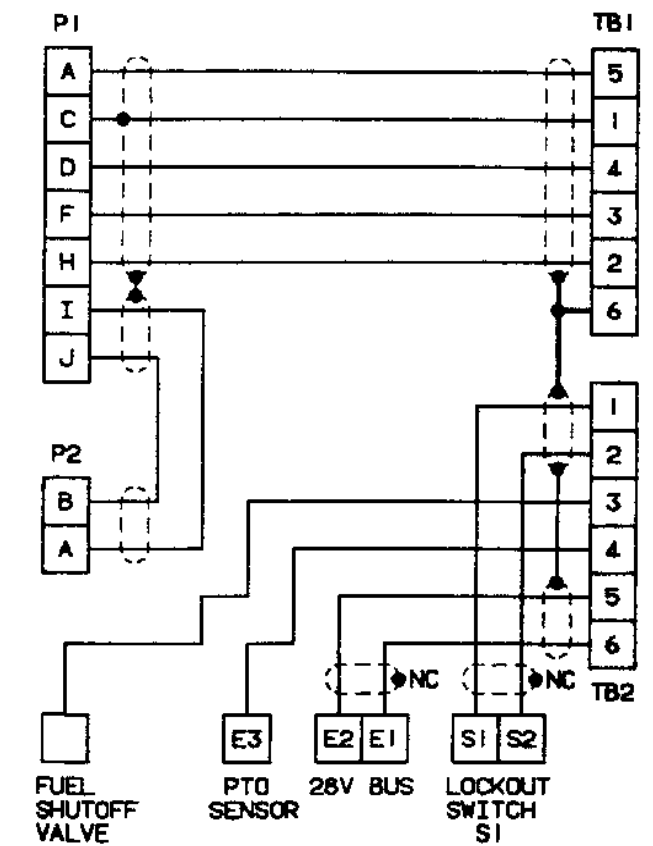 P1 TB1
A 5
C 1
D 4
F 3
H 2
I 6
J
1
P2 2
B 3
A 4
5
6
NC NC TB2
E3 E2 E1 S1 S2
FUEL PTO 28V BUS LOCKOUT
SHUTOFF SENSOR SWITCH
VALVE S1